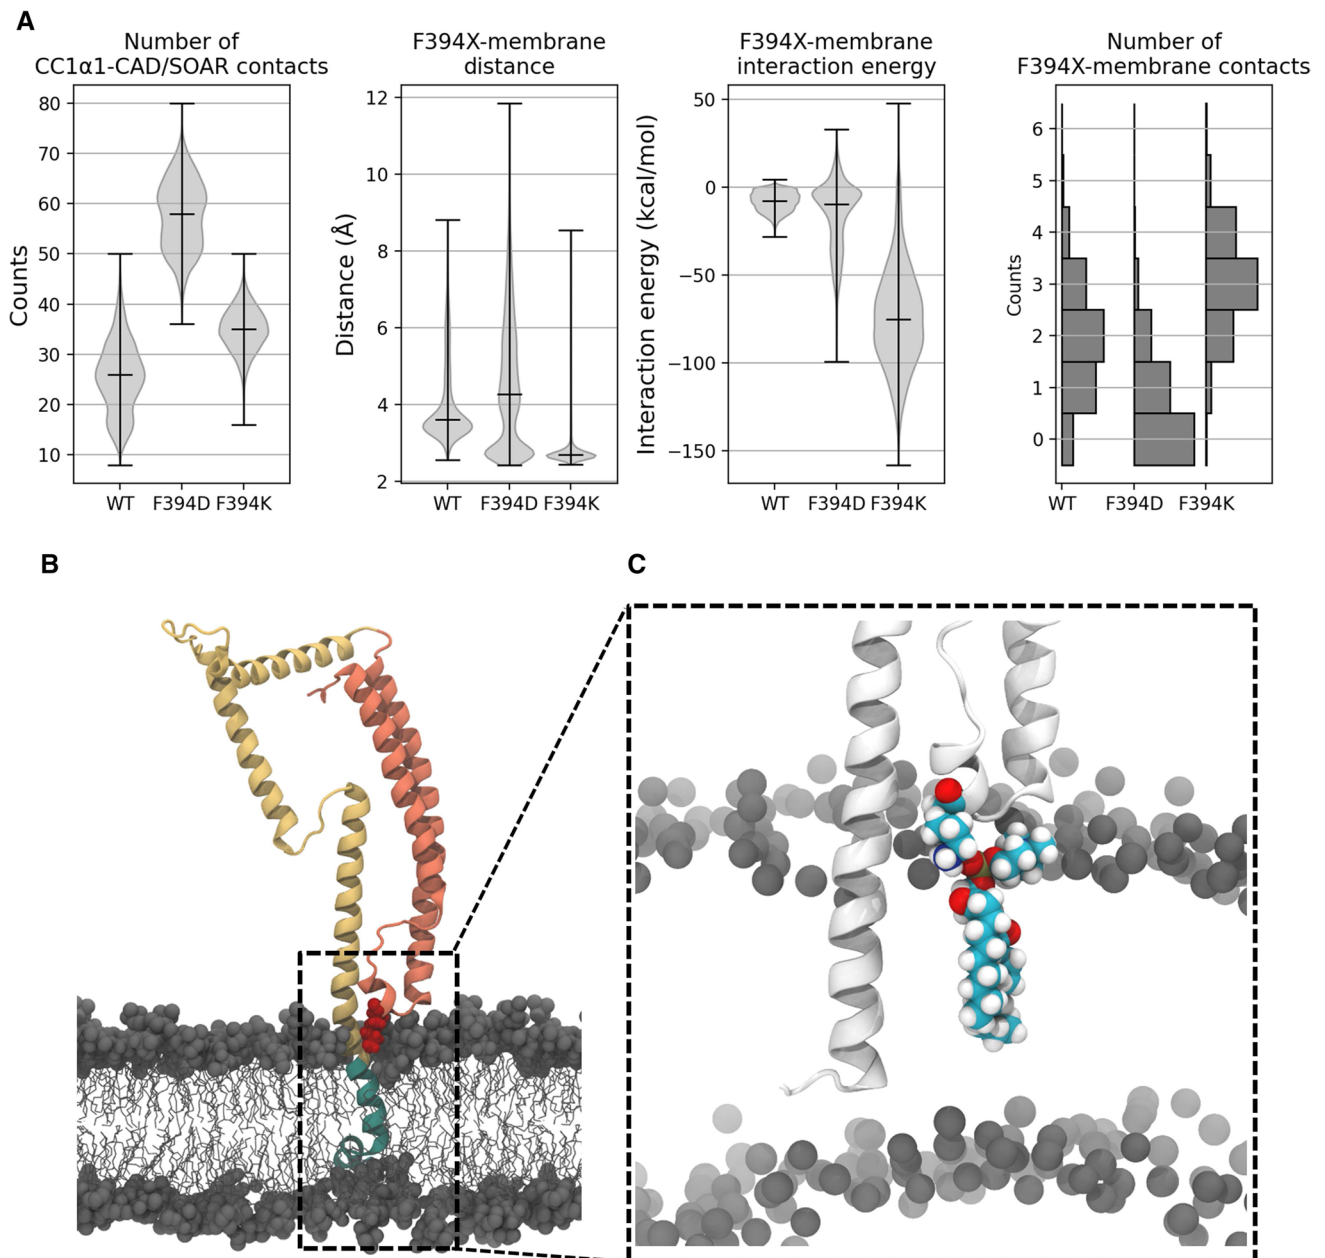 A
Number of
CC1α1-CAD/SOAR contacts
Counts
80
70
60
50
40
30
20
10
WT F394D F394K
F394X-membrane
distance
Distance (Å)
12
10
8
6
4
2
WT F394D F394K
F394X-membrane
interaction energy
Interaction energy (kcal/mol)
50
0
−50
−100
−150
WT F394D F394K
Number of
F394X-membrane contacts
Counts
6
5
4
3
2
1
0
WT F394D F394K
B
C